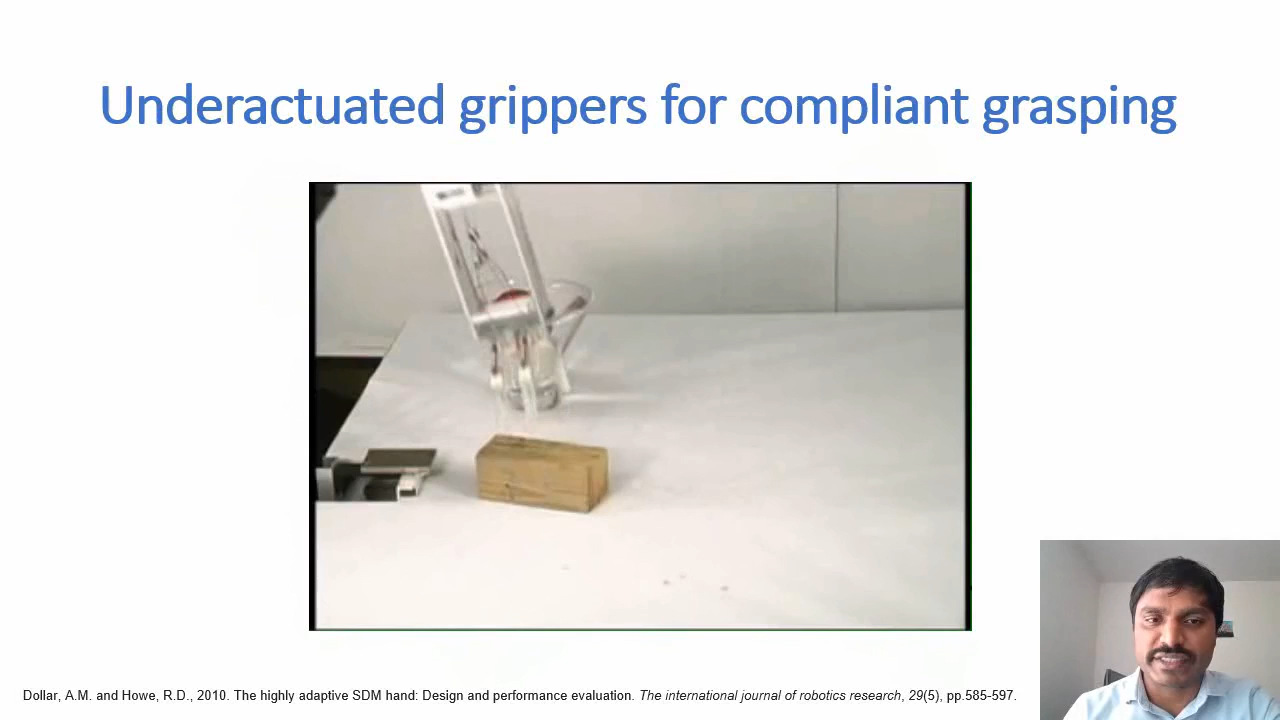 Underactuated grippers for compliant grasping
Dollar, A.M. and Howe, R.D., 2010. The highly adaptive SDM hand: Design and performance evaluation. The international journal of robotics research, 29(5), pp.585-597.